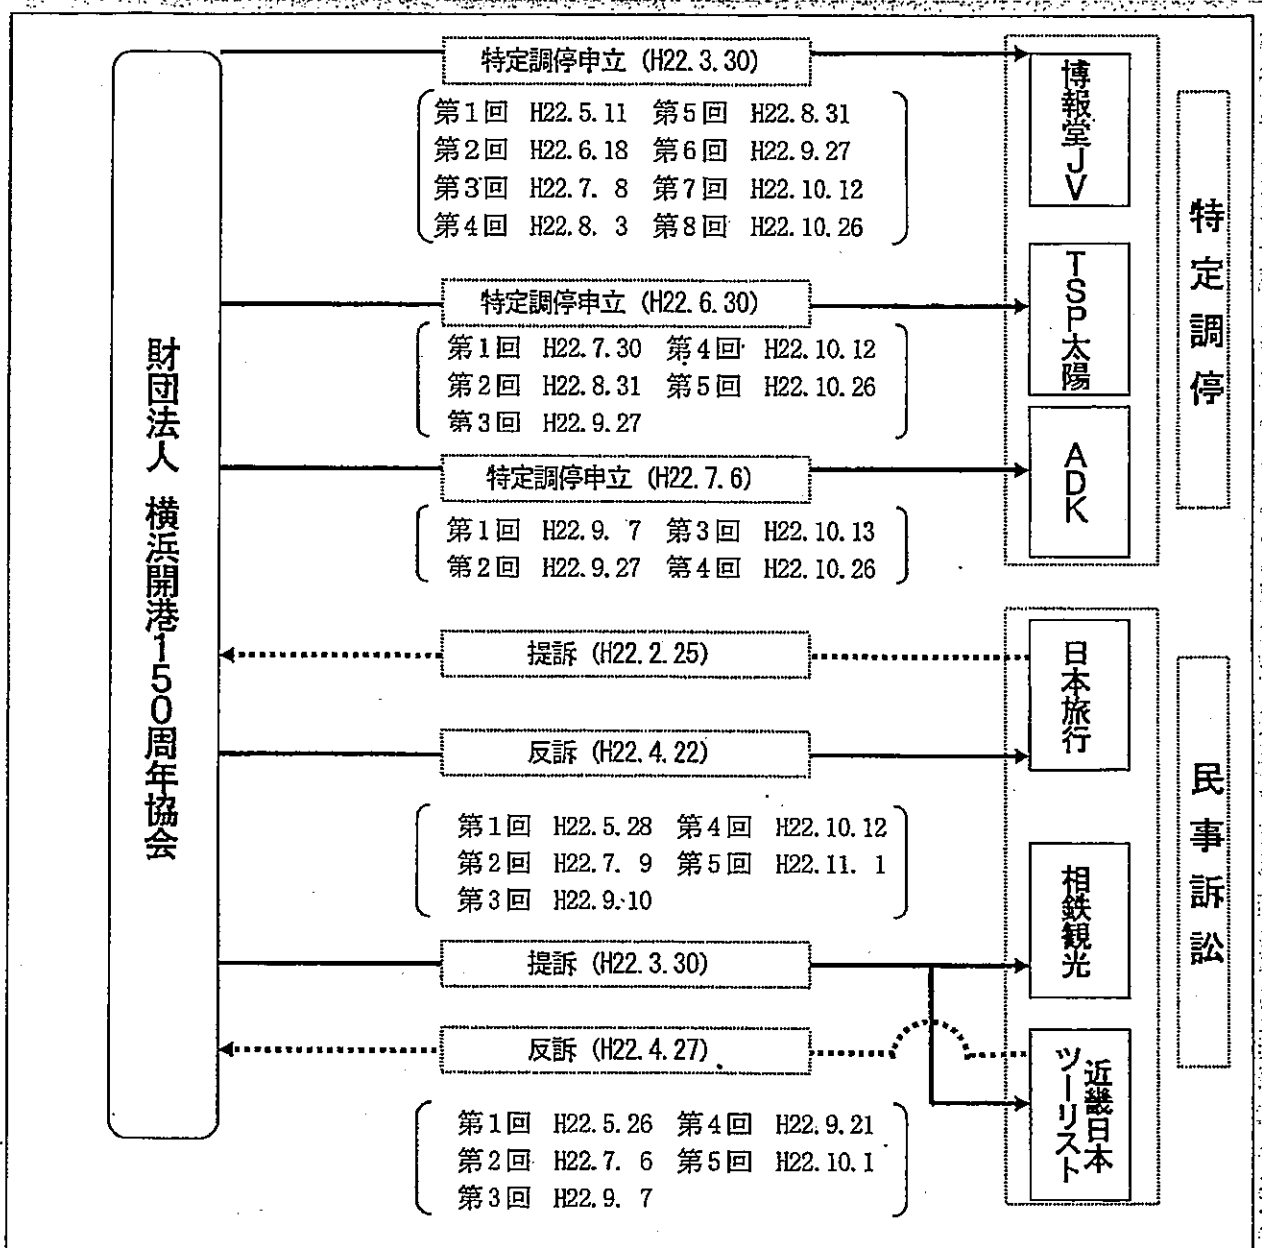 財団法人 横浜開港150周年協会
特定調停申立 (H22.3.30)
第1回 H22.5.11 第5回 H22.8.31
第2回 H22.6.18 第6回 H22.9.27
第3回 H22.7. 8 第7回 H22.10.12
第4回 H22.8. 3 第8回 H22.10.26
博報堂JV
特定調停申立 (H22.6.30)
第1回 H22.7.30 第4回 H22.10.12
第2回 H22.8.31 第5回 H22.10.26
第3回 H22.9.27
TSP太陽
特定調停申立 (H22.7.6)
第1回 H22.9. 7 第3回 H22.10.13
第2回 H22.9.27 第4回 H22.10.26
ADK
特定調停
提訴 (H22.2.25)
反訴 (H22.4.22)
日本旅行
第1回 H22.5.28 第4回 H22.10.12
第2回 H22.7. 9 第5回 H22.11. 1
第3回 H22.9.10
提訴 (H22.3.30)
相鉄観光
反訴 (H22.4.27)
近畿日本
ツーリスト
第1回 H22.5.26 第4回 H22.9.21
第2回 H22.7. 6 第5回 H22.10.1
第3回 H22.9. 7
民事訴訟